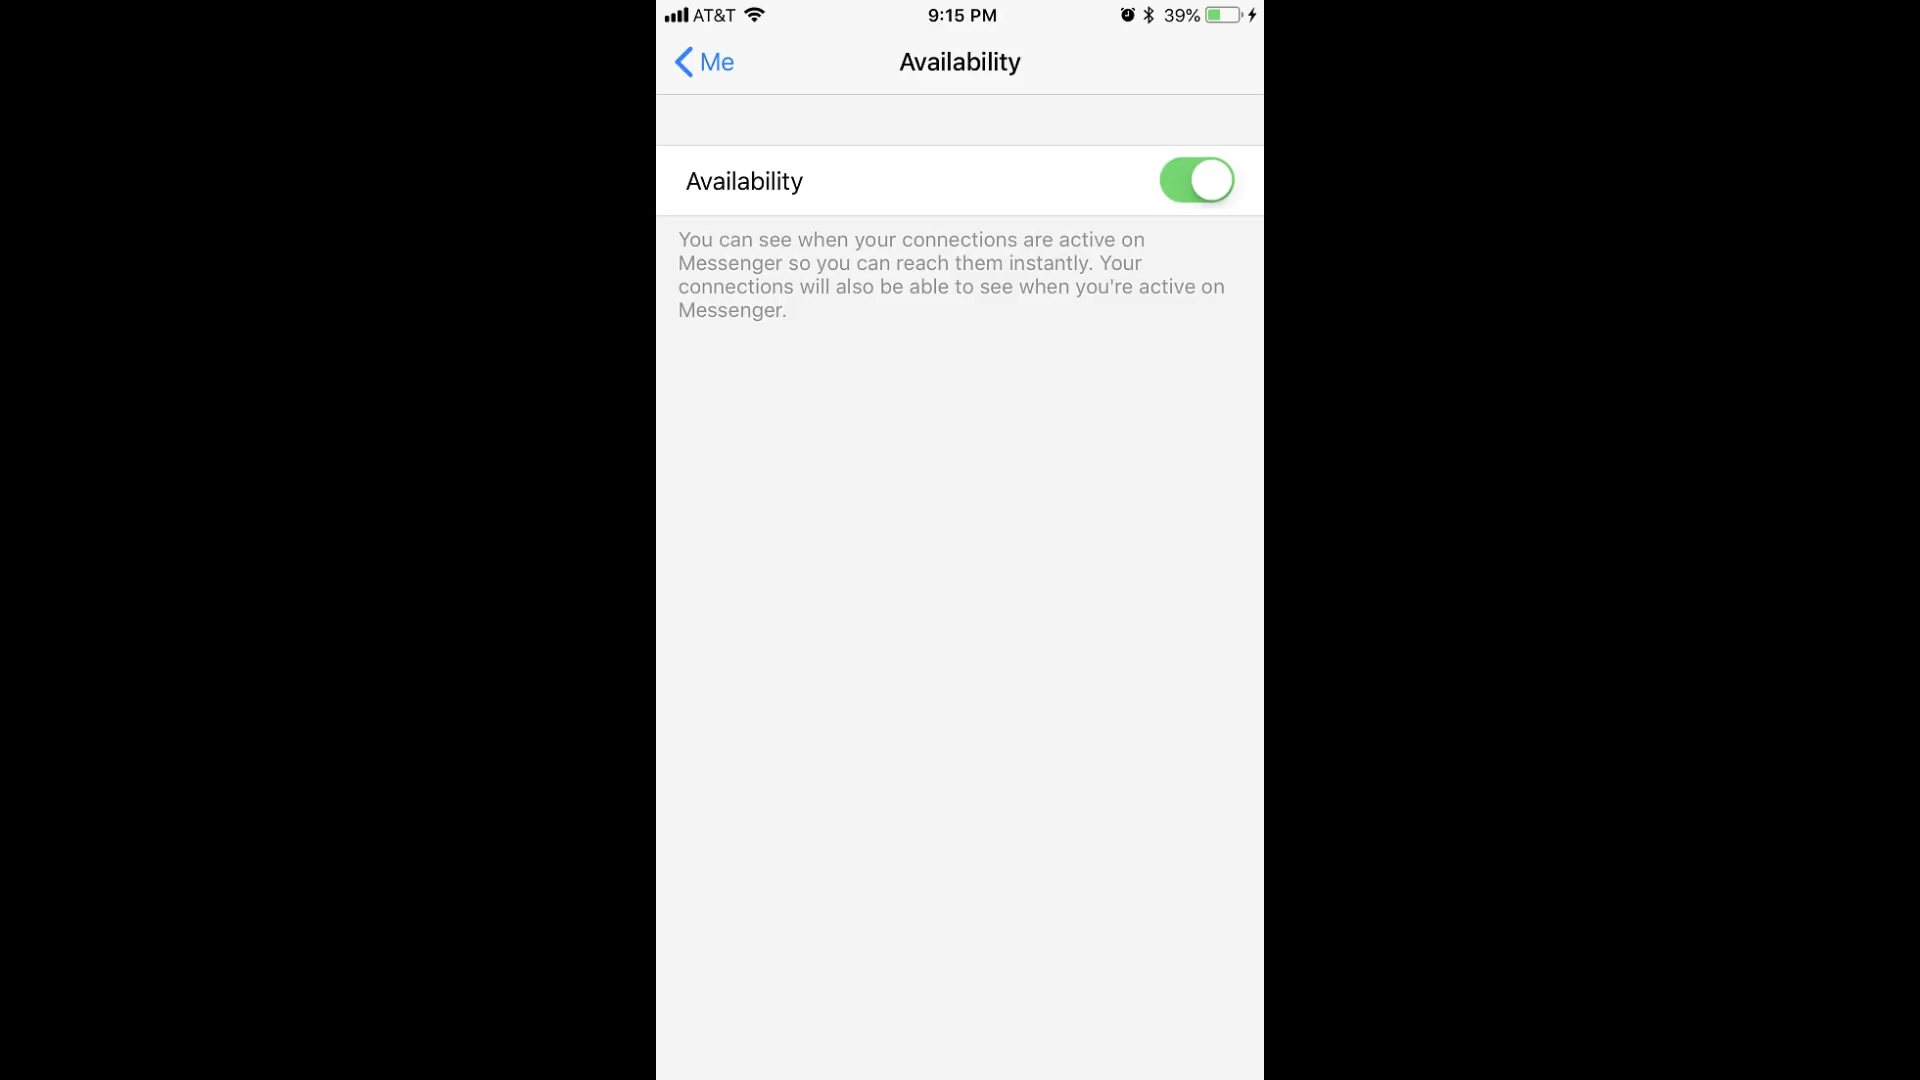 AT&T 9:15 PM 39%
Me Availability
Availability
You can see when your connections are active on
Messenger so you can reach them instantly. Your
connections will also be able to see when you're active on
Messenger.